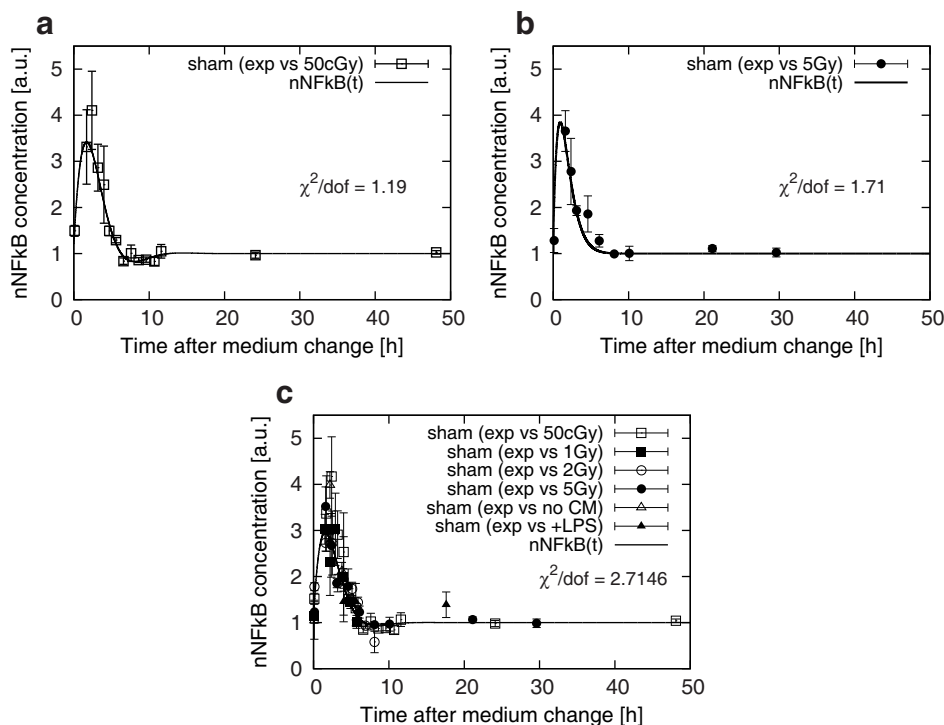 a
nNFkB concentration [a.u.]
5
4
3
2
1
0
sham (exp vs 50cGy)
nNFkB(t)
χ²/dof = 1.19
0 10 20 30 40 50
Time after medium change [h]
b
nNFkB concentration [a.u.]
5
4
3
2
1
0
sham (exp vs 5Gy)
nNFkB(t)
χ²/dof = 1.71
0 10 20 30 40 50
Time after medium change [h]
c
nNFkB concentration [a.u.]
5
4
3
2
1
0
sham (exp vs 50cGy)
sham (exp vs 1Gy)
sham (exp vs 2Gy)
sham (exp vs 5Gy)
sham (exp vs no CM)
sham (exp vs +LPS)
nNFkB(t)
χ²/dof = 2.7146
0 10 20 30 40 50
Time after medium change [h]